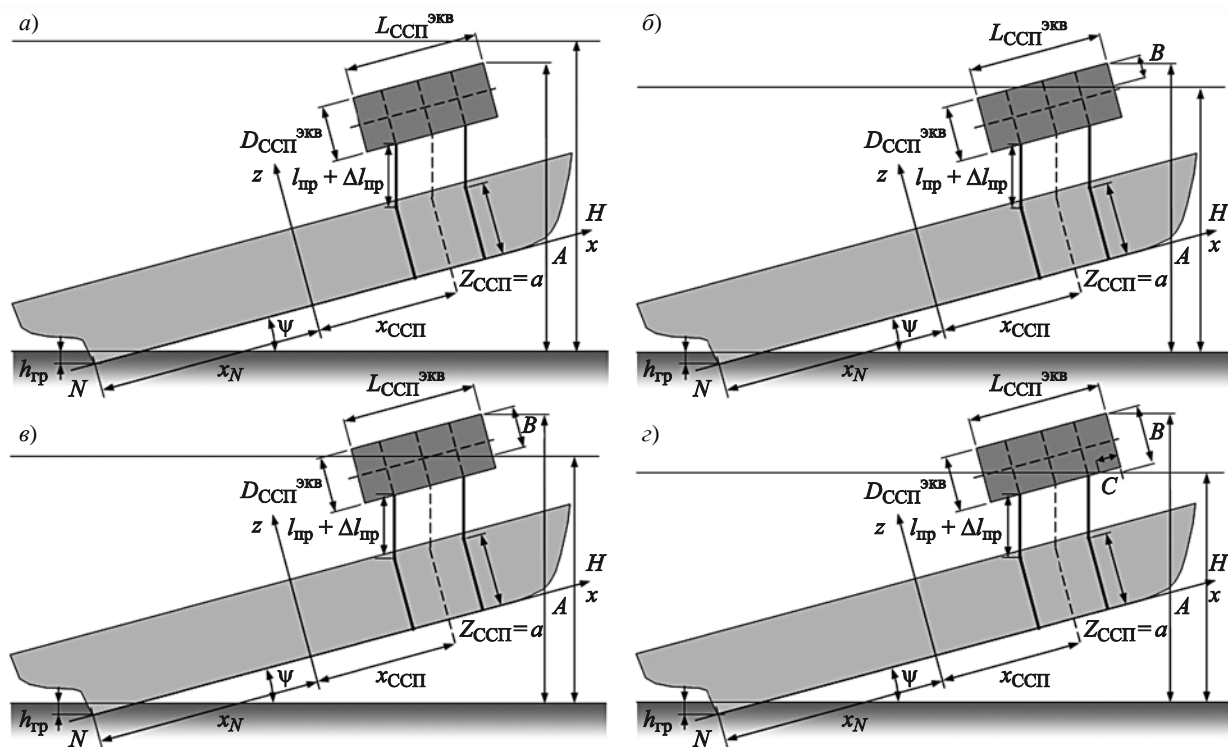 а)
L_ССП^экв
D_ССП^экв
z
l_пр + Δl_пр
H
x
A
Z_ССП = a
x_ССП
ψ
h_гр
N
x_N
б)
L_ССП^экв
B
D_ССП^экв
z
l_пр + Δl_пр
H
x
A
Z_ССП = a
x_ССП
ψ
h_гр
N
x_N
в)
L_ССП^экв
B
D_ССП^экв
z
l_пр + Δl_пр
H
x
A
Z_ССП = a
x_ССП
ψ
h_гр
N
x_N
г)
L_ССП^экв
B
D_ССП^экв
C
z
l_пр + Δl_пр
H
x
A
Z_ССП = a
x_ССП
ψ
h_гр
N
x_N